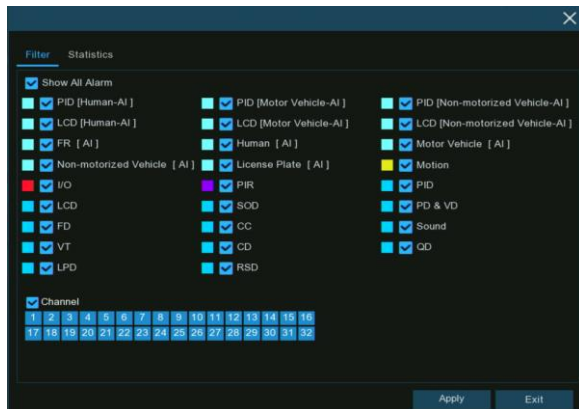 Filter Statistics
Show All Alarm
PID [Human-AI ] PID [Motor Vehicle-AI ] PID [Non-motorized Vehicle-AI ]
LCD [Human-AI ] LCD [Motor Vehicle-AI ] LCD [Non-motorized Vehicle-AI ]
FR [ AI ] Human [ AI ] Motor Vehicle [ AI ]
Non-motorized Vehicle [ AI ] License Plate [ AI ] Motion
I/O PIR PID
LCD SOD PD & VD
FD CC Sound
VT CD QD
LPD RSD
Channel
1 2 3 4 5 6 7 8 9 10 11 12 13 14 15 16
17 18 19 20 21 22 23 24 25 26 27 28 29 30 31 32
Apply Exit